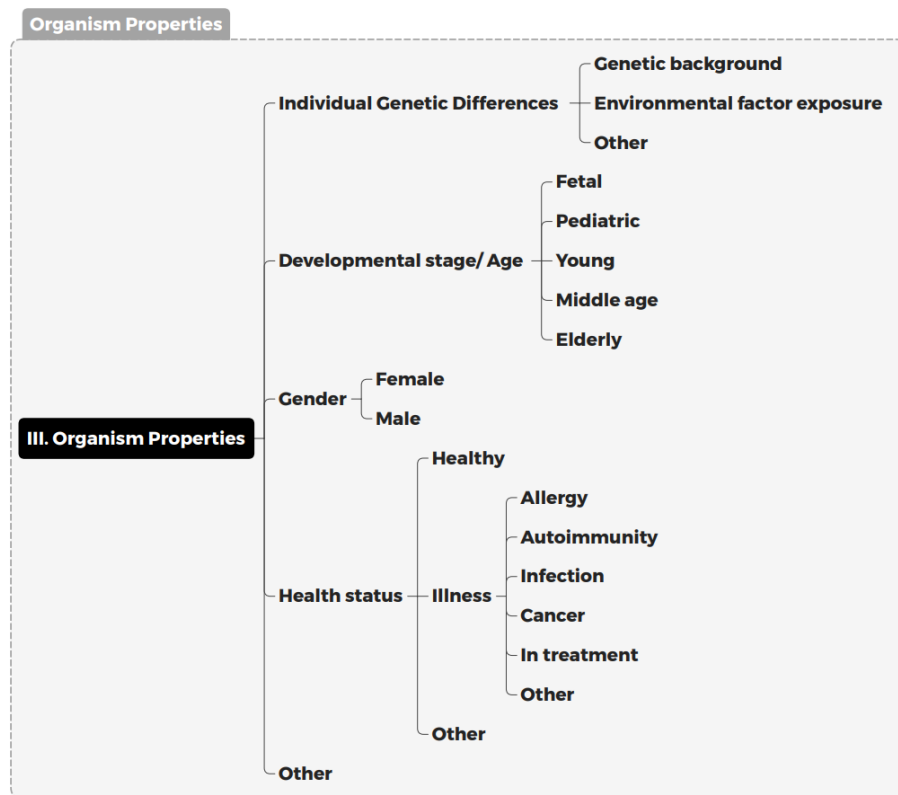 Organism Properties
III. Organism Properties
Individual Genetic Differences
Genetic background
Environmental factor exposure
Other
Developmental stage/ Age
Fetal
Pediatric
Young
Middle age
Elderly
Gender
Female
Male
Health status
Healthy
Illness
Allergy
Autoimmunity
Infection
Cancer
In treatment
Other
Other
Other